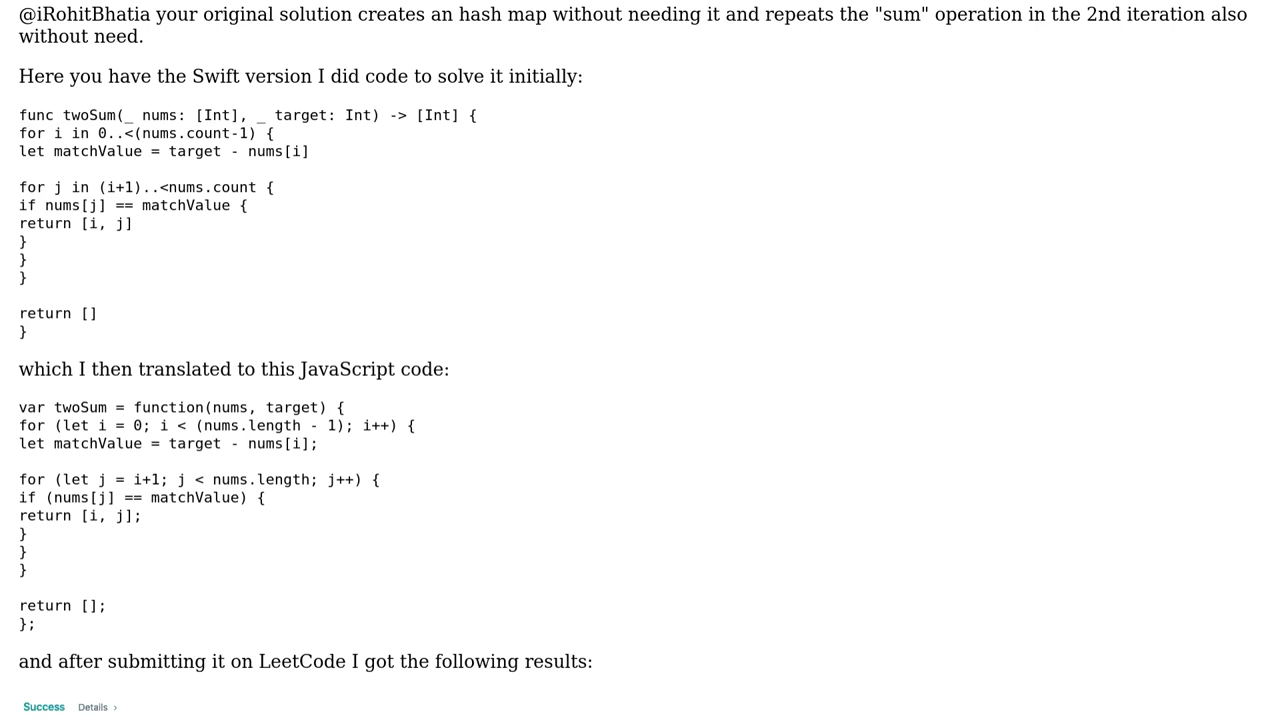 @iRohitBhatia your original solution creates an hash map without needing it and repeats the "sum" operation in the 2nd iteration also
without need.
Here you have the Swift version I did code to solve it initially:
func twoSum(_ nums: [Int], _ target: Int) -> [Int] {
for i in 0..<(nums.count-1) {
let matchValue = target - nums[i]
for j in (i+1)..<nums.count {
if nums[j] == matchValue {
return [i, j]
}
}
}
return []
}
which I then translated to this JavaScript code:
var twoSum = function(nums, target) {
for (let i = 0; i < (nums.length - 1); i++) {
let matchValue = target - nums[i];
for (let j = i+1; j < nums.length; j++) {
if (nums[j] == matchValue) {
return [i, j];
}
}
}
return [];
};
and after submitting it on LeetCode I got the following results:
Success Details ›